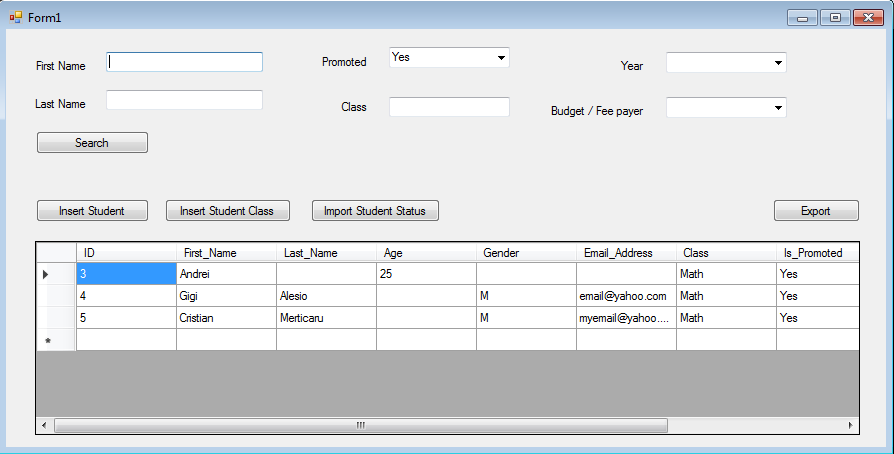 Form1
First Name
Promoted Yes
Year
Last Name
Class
Budget / Fee payer
Search
Insert Student Insert Student Class Import Student Status Export
ID First_Name Last_Name Age Gender Email_Address Class Is_Promoted
3 Andrei 25 Math Yes
4 Gigi Alesio M email@yahoo.com Math Yes
5 Cristian Merticaru M myemail@yahoo.... Math Yes
*